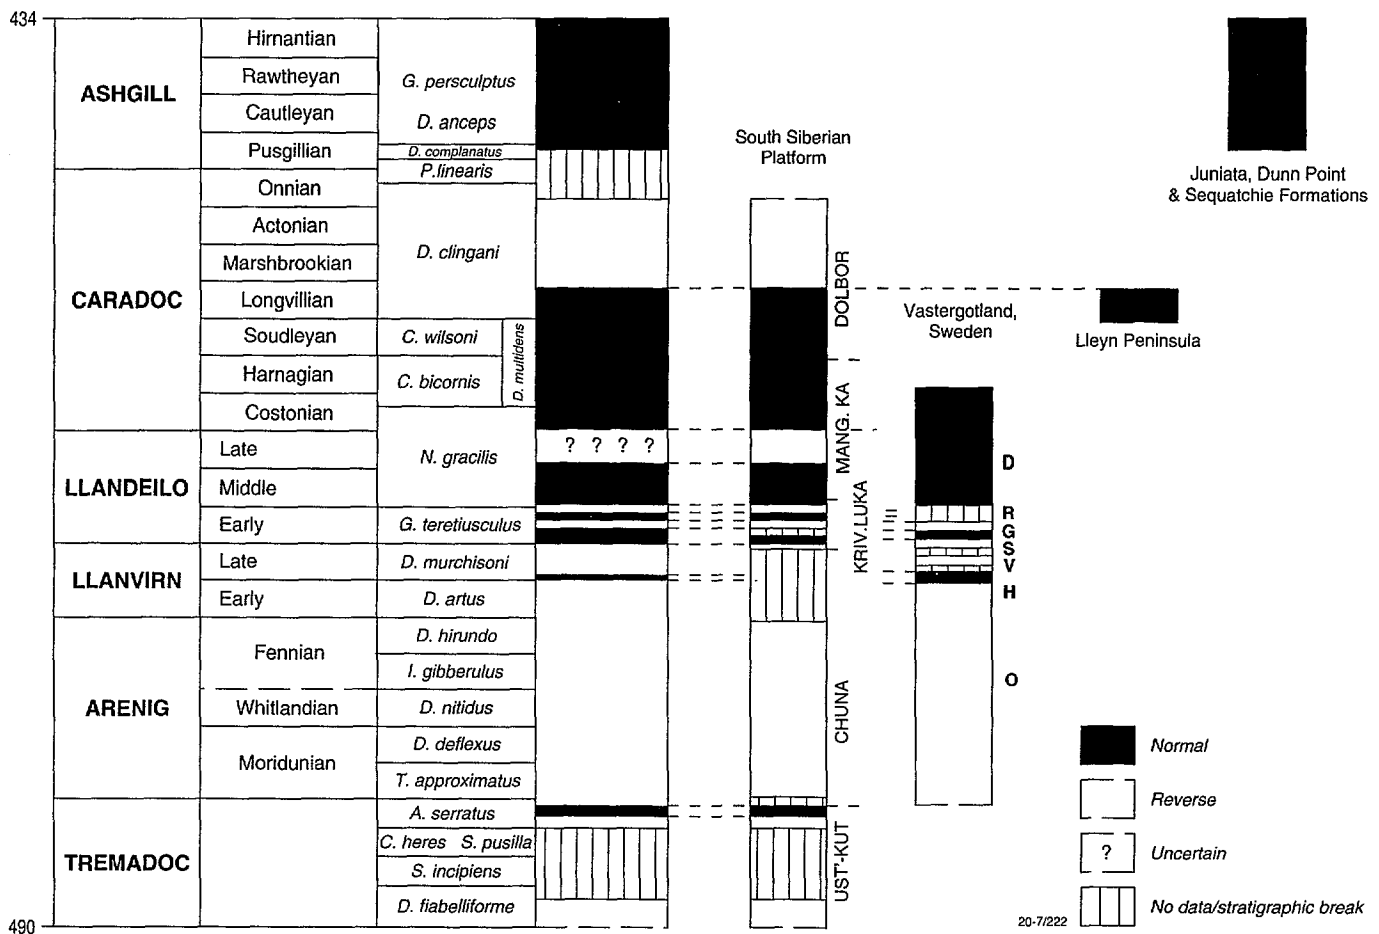 434
ASHGILL
CARADOC
LLANDEILO
LLANVIRN
ARENIG
TREMADOC
490
Hirnantian
Rawtheyan
Cautleyan
Pusgillian
Onnian
Actonian
Marshbrookian
Longvillian
Soudleyan
Harnagian
Costonian
Late
Middle
Early
Late
Early
Fennian
Whitlandian
Moridunian
G. persculptus
D. anceps
D. complanatus
P.linearis
D. clingani
C. wilsoni
C. bicornis
D. multidens
N. gracilis
G. teretiusculus
D. murchisoni
D. artus
D. hirundo
I. gibberulus
D. nitidus
D. deflexus
T. approximatus
A. serratus
C. heres S. pusilla
S. incipiens
D. fiabelliforme
? ? ? ?
South Siberian
Platform
DOLBOR
MANG. KA
KRIV.LUKA
CHUNA
UST'-KUT
Vastergotland,
Sweden
D
R
G
S
V
H
O
Lleyn Peninsula
Juniata, Dunn Point
& Sequatchie Formations
Normal
Reverse
? Uncertain
No data/stratigraphic break
20-7/222